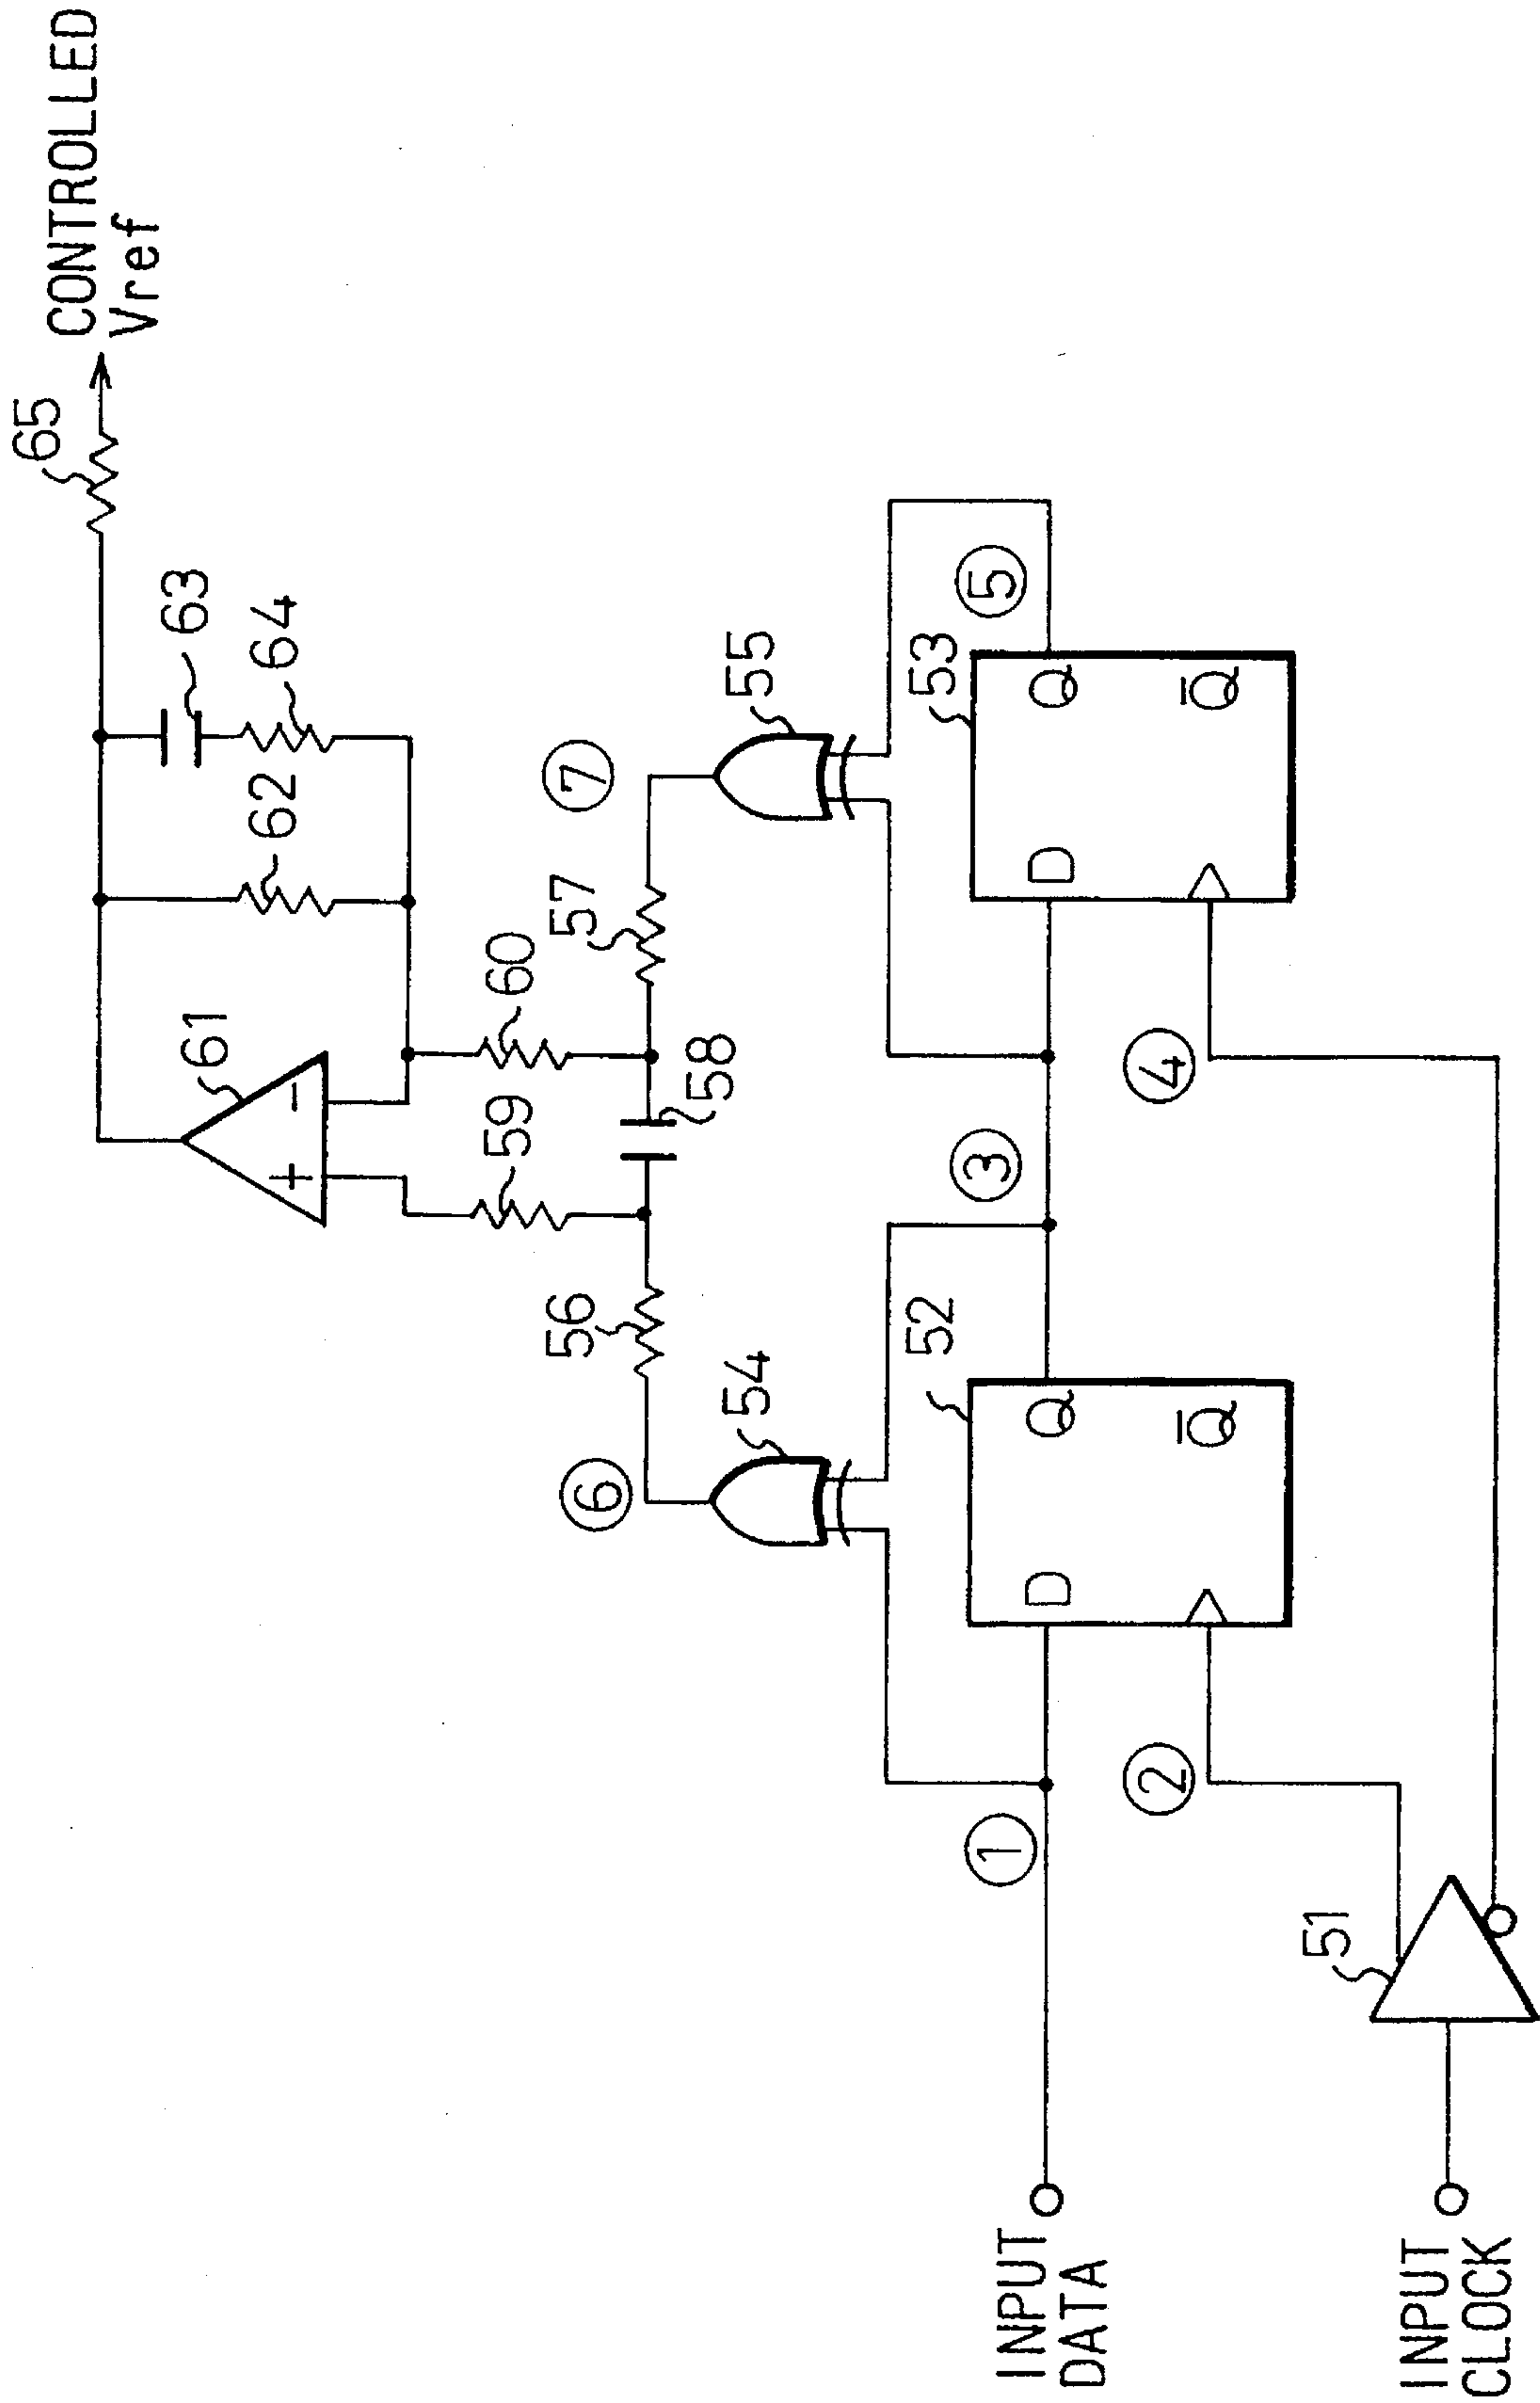 65
CONTROLLED
Vref
61
62
63
64
+
−
59
60
56
58
57
⑥
⑦
54
55
①
52
③
53
⑤
D
Q
D
Q
②
Q̅
④
Q̅
INPUT
DATA
51
INPUT
CLOCK